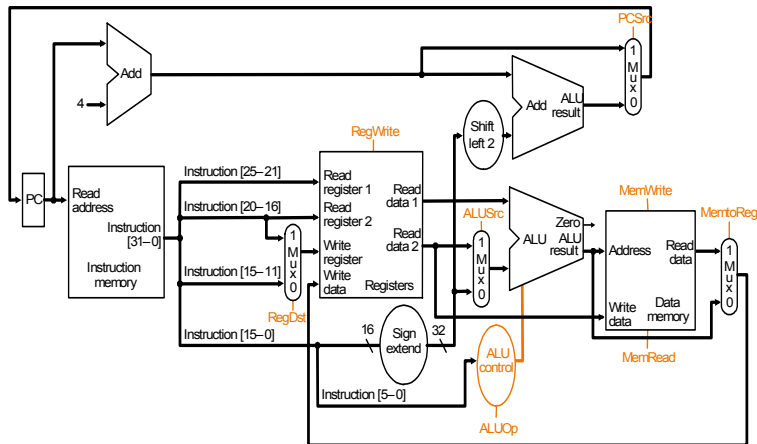 PCSrc
1
M
u
x
0
Add
4
Add
ALU
result
Shift
left 2
RegWrite
PC
Read
address
Instruction
[31–0]
Instruction
memory
Instruction [25–21]
Instruction [20–16]
Instruction [15–11]
Instruction [15–0]
Instruction [5–0]
1
M
u
x
0
RegDst
Read
register 1
Read
register 2
Write
register
Write
data
Read
data 1
Read
data 2
Registers
16
Sign
extend
32
ALUSrc
1
M
u
x
0
Zero
ALU
ALU
result
ALU
control
ALUOp
MemWrite
Address
Read
data
Write
data
Data
memory
MemRead
MemtoReg
1
M
u
x
0